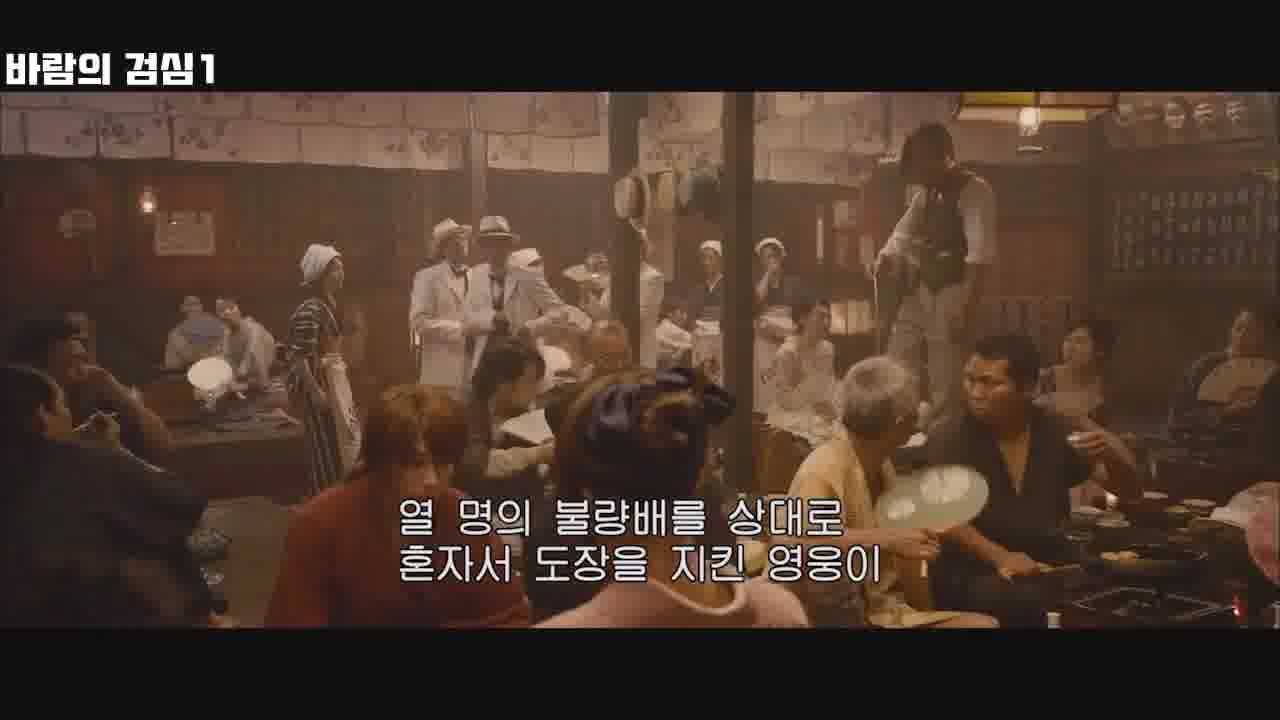 바람의 검심1
열 명의 불량배를 상대로
혼자서 도장을 지킨 영웅이